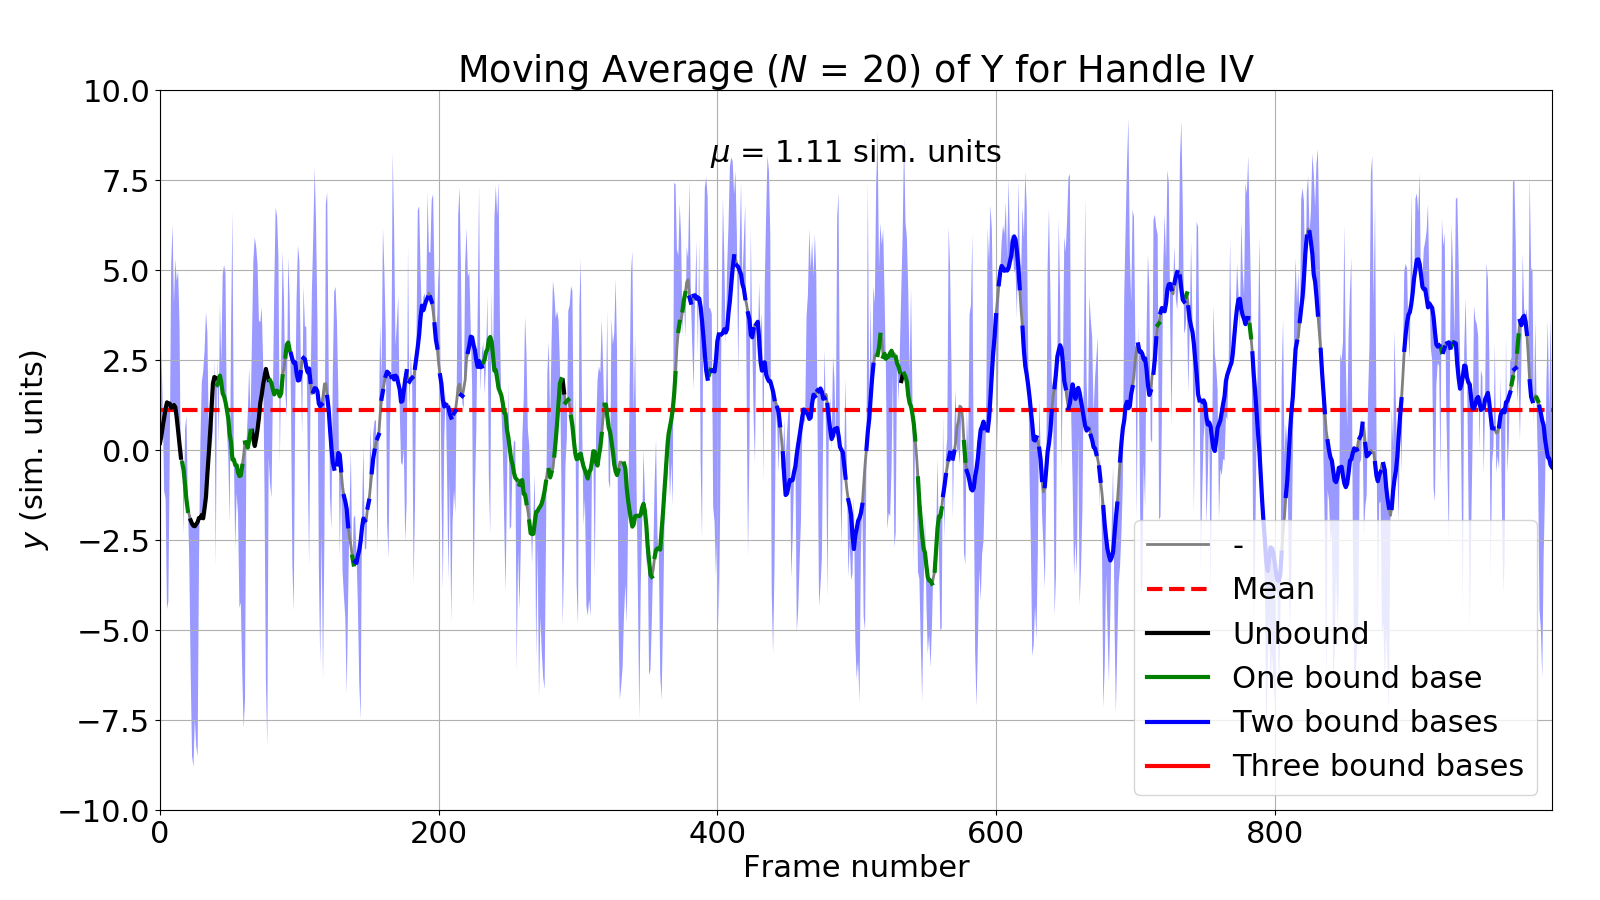 Moving Average (N = 20) of Y for Handle IV
μ = 1.11 sim. units
10.0
7.5
5.0
2.5
0.0
−2.5
−5.0
−7.5
−10.0
y (sim. units)
0 200 400 600 800
Frame number
-
Mean
Unbound
One bound base
Two bound bases
Three bound bases